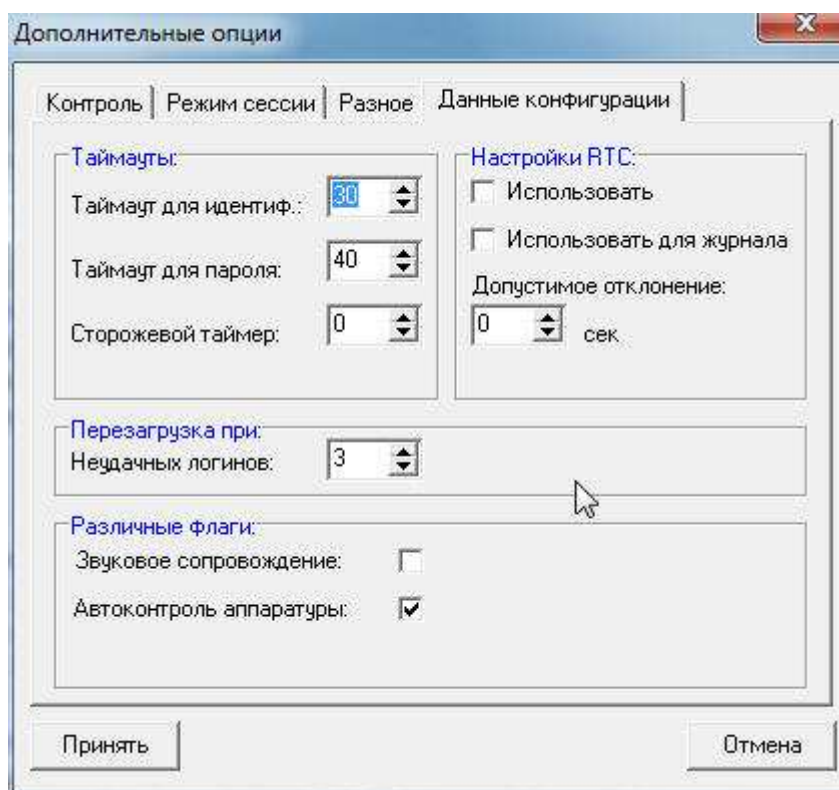 Дополнительные опции
Контроль Режим сессии Разное Данные конфигурации
Таймауты:
Таймаут для идентиф.: 30
Таймаут для пароля: 40
Сторожевой таймер: 0
Настройки RTC:
Использовать
Использовать для журнала
Допустимое отклонение:
0 сек
Перезагрузка при:
Неудачных логинов: 3
Различные флаги:
Звуковое сопровождение:
Автоконтроль аппаратуры:
Принять Отмена